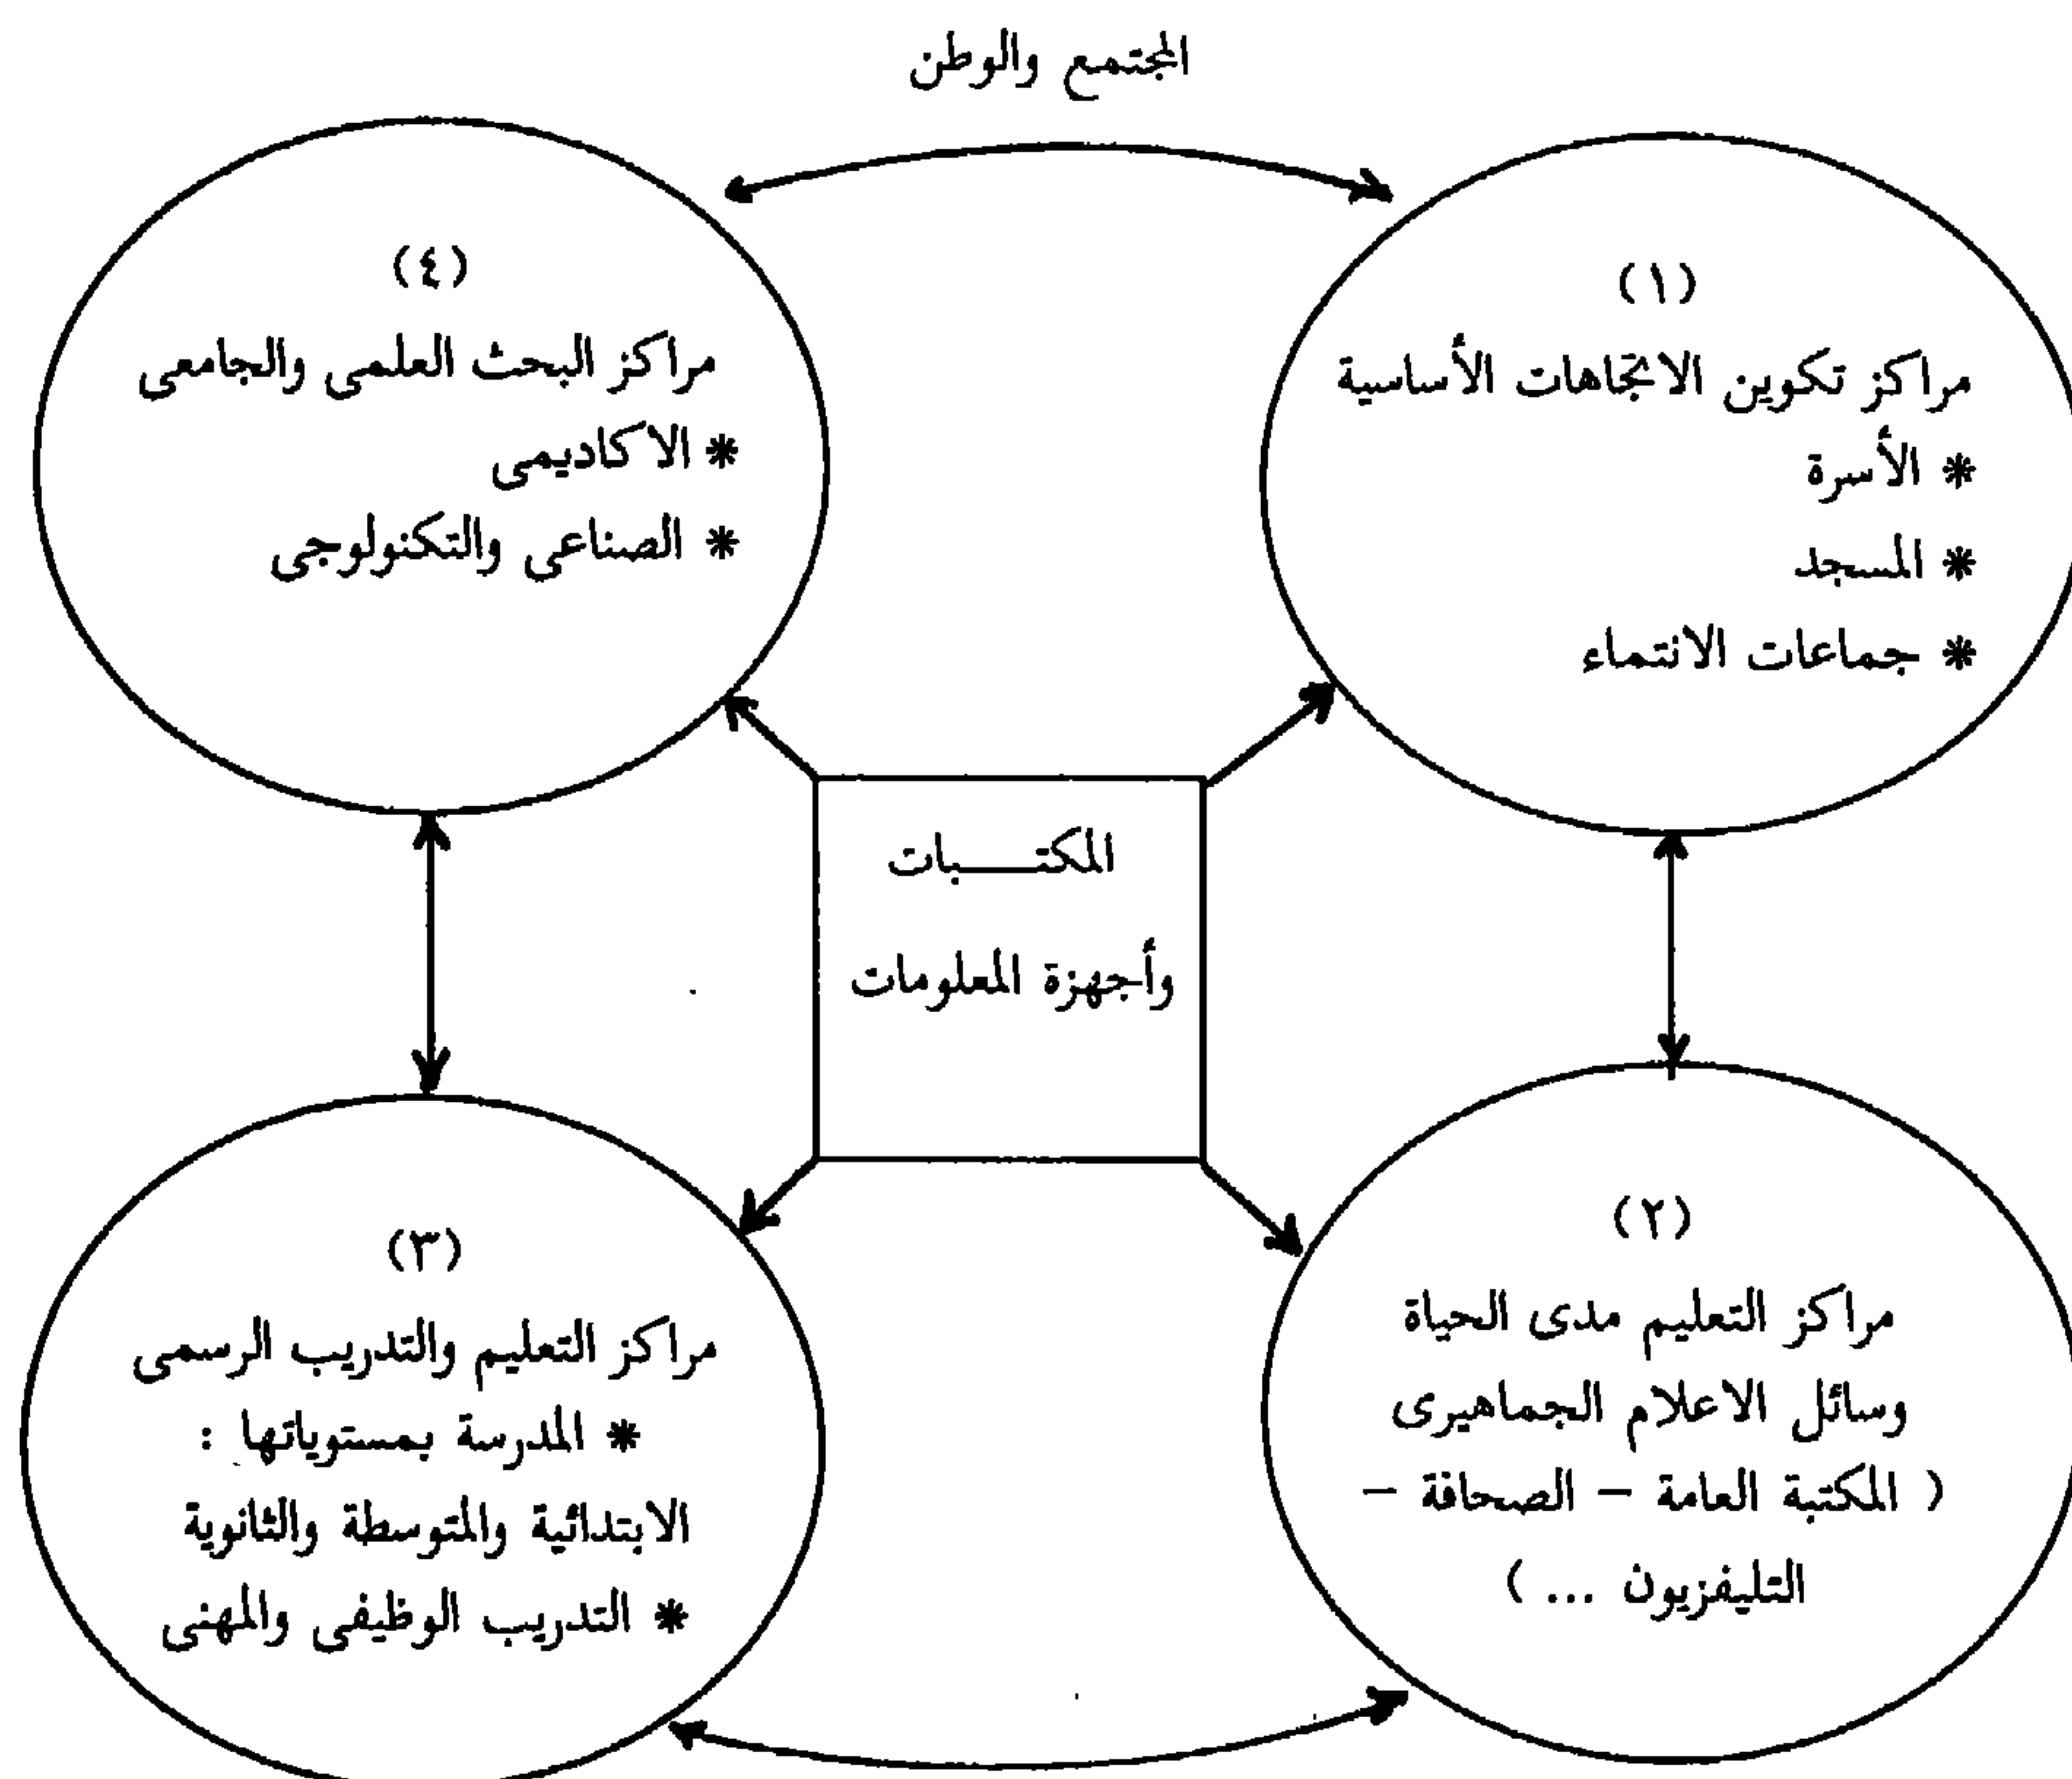 المجتمع والوطن
(١)
مراكز تكوين الاتجاهات الأساسية
* الأسرة
* المسجد
* جماعات الانتماء
(٤)
مراكز البحث العلمى والجامعى
* الاكاديمى
* الصناعى والتكنولوجى
المكتبـــــات
وأجهزة المعلومات
(٢)
مراكز التعليم مدى الحياة
وسائل الاعلام الجماهيرى
( المكتبة العامة – الصحافة –
التليفزيون ... )
(٣)
مراكز التعليم والتدريب الرسمى
* المدرسة بمستوياتها :
الابتدائية والمتوسطة والثانوية
* التدريب الوظيفى والمهنى